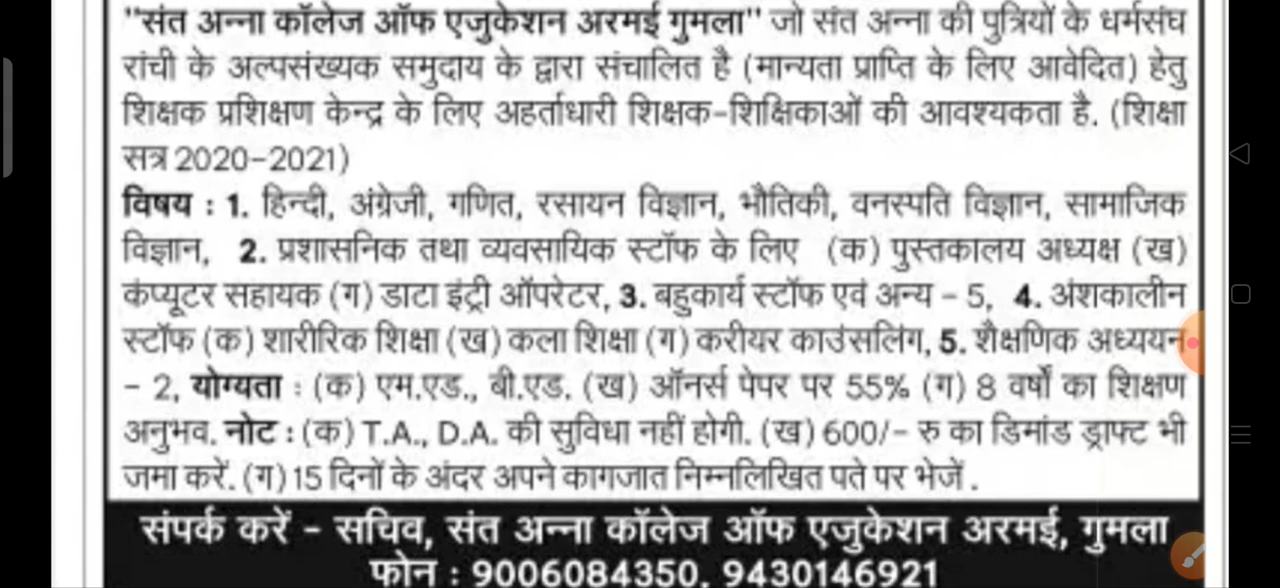 "संत अन्ना कॉलेज ऑफ एजुकेशन अरमई गुमला" जो संत अन्ना की पुत्रियों के धर्मसंघ
रांची के अल्पसंख्यक समुदाय के द्वारा संचालित है (मान्यता प्राप्ति के लिए आवेदित) हेतु
शिक्षक प्रशिक्षण केन्द्र के लिए अहर्ताधारी शिक्षक-शिक्षिकाओं की आवश्यकता है. (शिक्षा
सत्र 2020-2021)
विषय : 1. हिन्दी, अंग्रेजी, गणित, रसायन विज्ञान, भौतिकी, वनस्पति विज्ञान, सामाजिक
विज्ञान, 2. प्रशासनिक तथा व्यवसायिक स्टॉफ के लिए (क) पुस्तकालय अध्यक्ष (ख)
कंप्यूटर सहायक (ग) डाटा इंट्री ऑपरेटर, 3. बहुकार्य स्टॉफ एवं अन्य - 5, 4. अंशकालीन
स्टॉफ (क) शारीरिक शिक्षा (ख) कला शिक्षा (ग) करीयर काउंसलिंग, 5. शैक्षणिक अध्ययन
- 2, योग्यता : (क) एम.एड., बी.एड. (ख) ऑनर्स पेपर पर 55% (ग) 8 वर्षों का शिक्षण
अनुभव. नोट : (क) T.A., D.A. की सुविधा नहीं होगी. (ख) 600/- रु का डिमांड ड्राफ्ट भी
जमा करें. (ग) 15 दिनों के अंदर अपने कागजात निम्नलिखित पते पर भेजें.
संपर्क करें - सचिव, संत अन्ना कॉलेज ऑफ एजुकेशन अरमई, गुमला
फोन : 9006084350, 9430146921